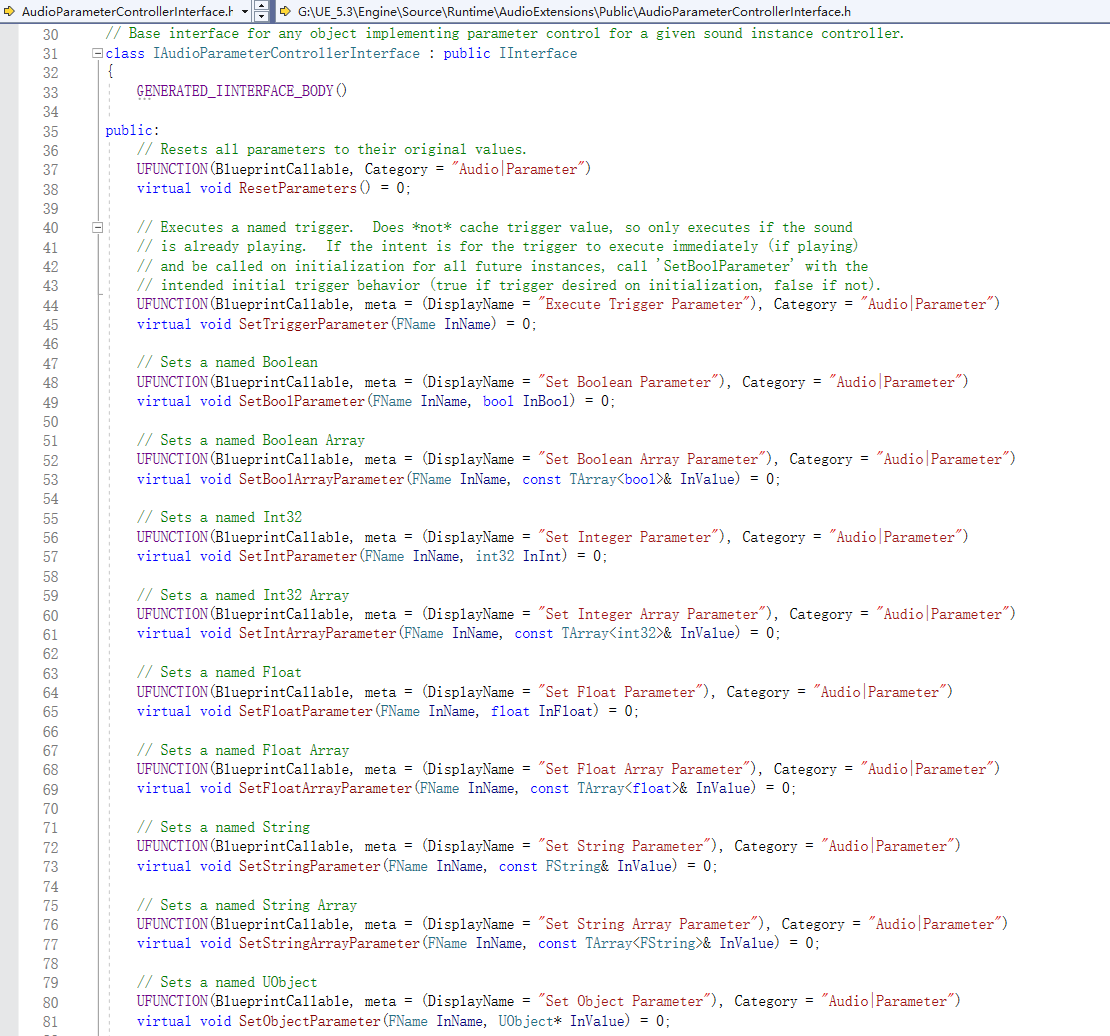 AudioParameterControllerInterface.h G:\UE_5.3\Engine\Source\Runtime\AudioExtensions\Public\AudioParameterControllerInterface.h
30 // Base interface for any object implementing parameter control for a given sound instance controller.
31 class IAudioParameterControllerInterface : public IInterface
32 {
33 GENERATED_IINTERFACE_BODY()
34
35 public:
36 // Resets all parameters to their original values.
37 UFUNCTION(BlueprintCallable, Category = "Audio|Parameter")
38 virtual void ResetParameters() = 0;
39
40 // Executes a named trigger.  Does *not* cache trigger value, so only executes if the sound
41 // is already playing.  If the intent is for the trigger to execute immediately (if playing)
42 // and be called on initialization for all future instances, call 'SetBoolParameter' with the
43 // intended initial trigger behavior (true if trigger desired on initialization, false if not).
44 UFUNCTION(BlueprintCallable, meta = (DisplayName = "Execute Trigger Parameter"), Category = "Audio|Parameter")
45 virtual void SetTriggerParameter(FName InName) = 0;
46
47 // Sets a named Boolean
48 UFUNCTION(BlueprintCallable, meta = (DisplayName = "Set Boolean Parameter"), Category = "Audio|Parameter")
49 virtual void SetBoolParameter(FName InName, bool InBool) = 0;
50
51 // Sets a named Boolean Array
52 UFUNCTION(BlueprintCallable, meta = (DisplayName = "Set Boolean Array Parameter"), Category = "Audio|Parameter")
53 virtual void SetBoolArrayParameter(FName InName, const TArray<bool>& InValue) = 0;
54
55 // Sets a named Int32
56 UFUNCTION(BlueprintCallable, meta = (DisplayName = "Set Integer Parameter"), Category = "Audio|Parameter")
57 virtual void SetIntParameter(FName InName, int32 InInt) = 0;
58
59 // Sets a named Int32 Array
60 UFUNCTION(BlueprintCallable, meta = (DisplayName = "Set Integer Array Parameter"), Category = "Audio|Parameter")
61 virtual void SetIntArrayParameter(FName InName, const TArray<int32>& InValue) = 0;
62
63 // Sets a named Float
64 UFUNCTION(BlueprintCallable, meta = (DisplayName = "Set Float Parameter"), Category = "Audio|Parameter")
65 virtual void SetFloatParameter(FName InName, float InFloat) = 0;
66
67 // Sets a named Float Array
68 UFUNCTION(BlueprintCallable, meta = (DisplayName = "Set Float Array Parameter"), Category = "Audio|Parameter")
69 virtual void SetFloatArrayParameter(FName InName, const TArray<float>& InValue) = 0;
70
71 // Sets a named String
72 UFUNCTION(BlueprintCallable, meta = (DisplayName = "Set String Parameter"), Category = "Audio|Parameter")
73 virtual void SetStringParameter(FName InName, const FString& InValue) = 0;
74
75 // Sets a named String Array
76 UFUNCTION(BlueprintCallable, meta = (DisplayName = "Set String Array Parameter"), Category = "Audio|Parameter")
77 virtual void SetStringArrayParameter(FName InName, const TArray<FString>& InValue) = 0;
78
79 // Sets a named UObject
80 UFUNCTION(BlueprintCallable, meta = (DisplayName = "Set Object Parameter"), Category = "Audio|Parameter")
81 virtual void SetObjectParameter(FName InName, UObject* InValue) = 0;